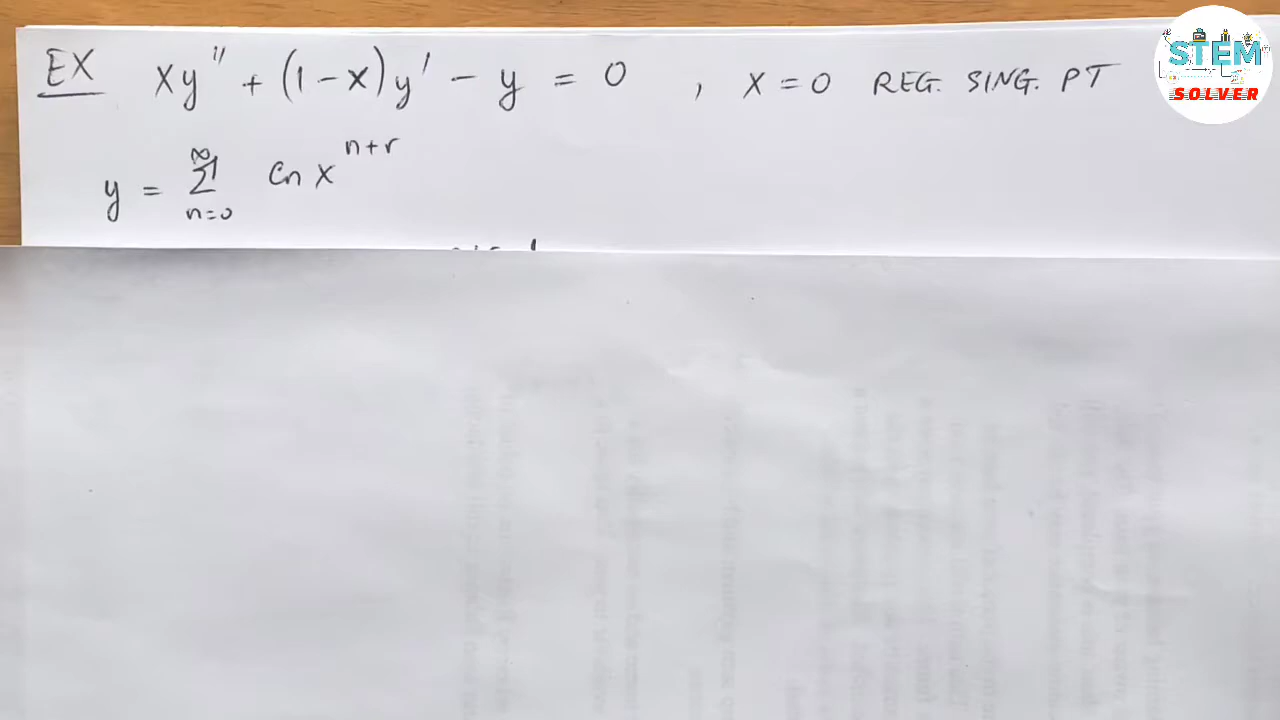 EX xy'' + (1-x)y' - y = 0 , x = 0 REG. SING. PT
y = ∑_{n=0}^{∞} cn x^{n+r}
STEM
SOLVER